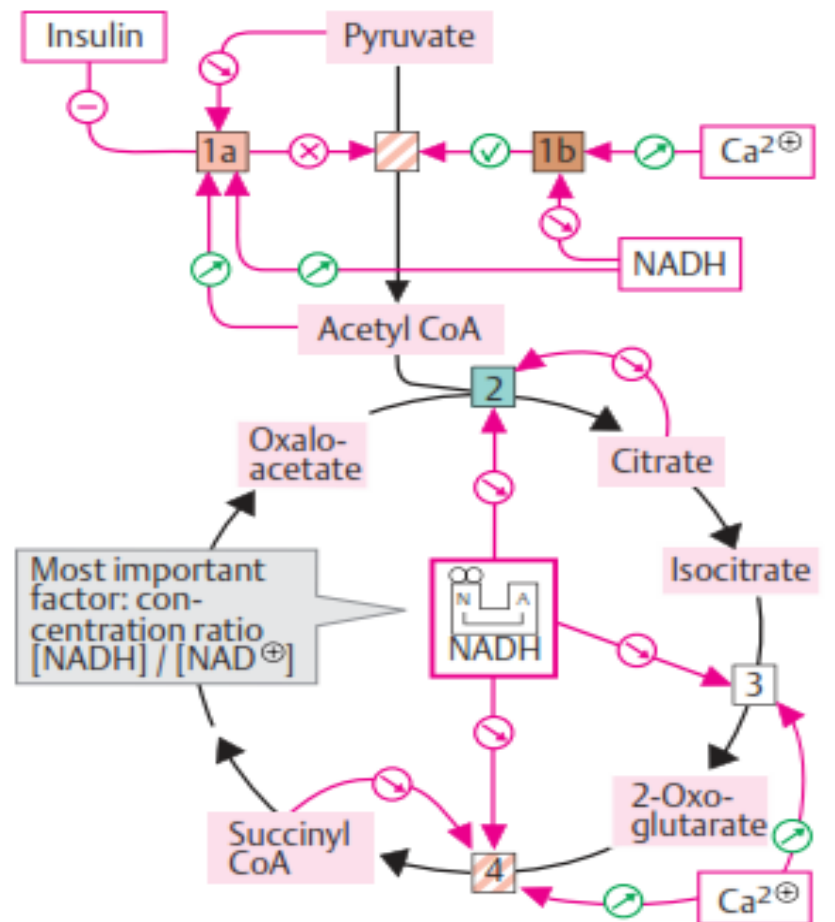 Insulin
Pyruvate
1a
1b
Ca²⊕
NADH
Acetyl CoA
2
Oxalo-
acetate
Citrate
Most important
factor: con-
centration ratio
[NADH] / [NAD⊕]
N A
NADH
Isocitrate
3
2-Oxo-
glutarate
Succinyl
CoA
4
Ca²⊕